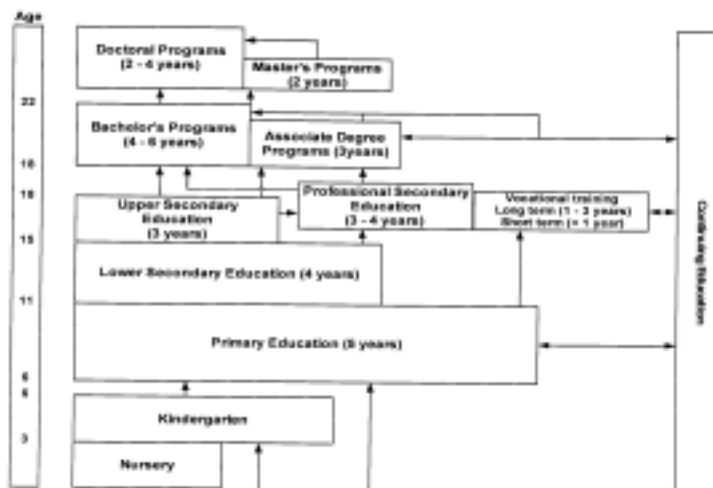 Age
Doctoral Programs
(2 - 4 years)
Master's Programs
(2 years)
22
Bachelor's Programs
(4 - 6 years)
Associate Degree
Programs (3years)
18
18
Upper Secondary
Education
(3 years)
Professional Secondary
Education
(3 - 4 years)
Vonational training
Long term (1 - 3 years)
Short term (< 1 year)
15
Lower Secondary Education (4 years)
11
Primary Education (5 years)
6
Kindergarten
3
Nursery
Continuing Education